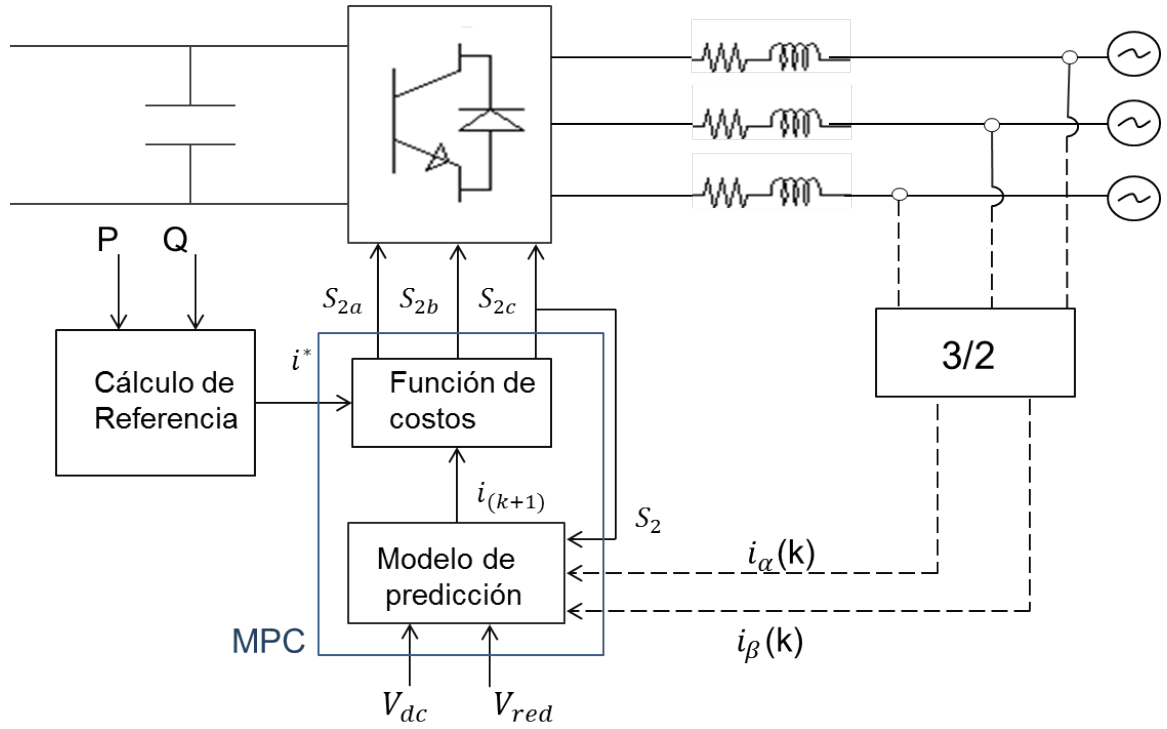 P Q
S₂ₐ S₂b S₂c
i*
3/2
Cálculo de
Referencia
Función de
costos
i₍ₖ₊₁₎
S₂
Modelo de
predicción
iα(k)
iβ(k)
MPC
Vdc Vred